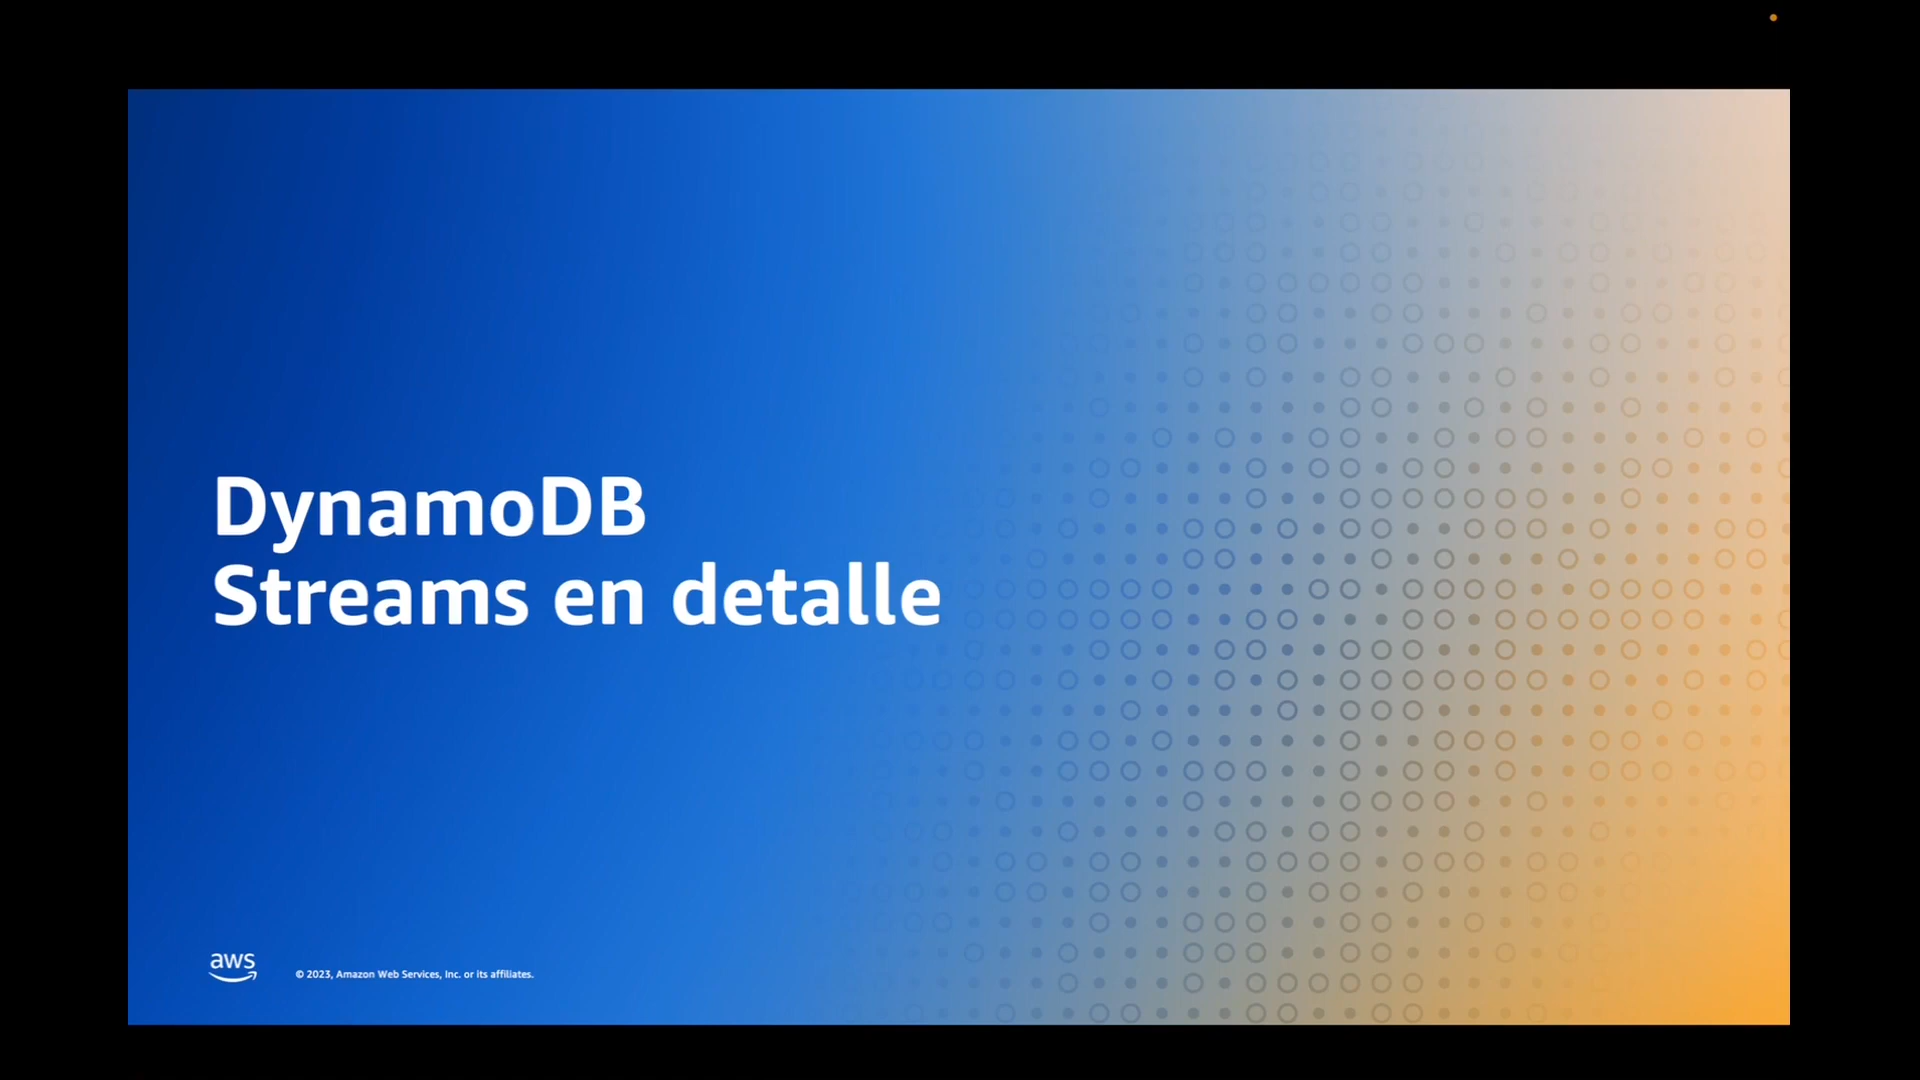 DynamoDB
Streams en detalle
aws
© 2023, Amazon Web Services, Inc. or its affiliates.